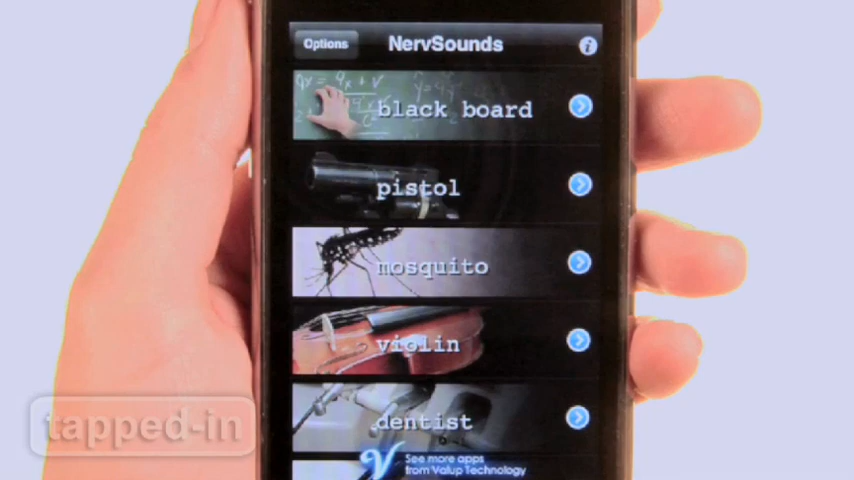 Options
NervSounds
black board
pistol
mosquito
violin
dentist
tapped-in
See more apps
from Valup Technology